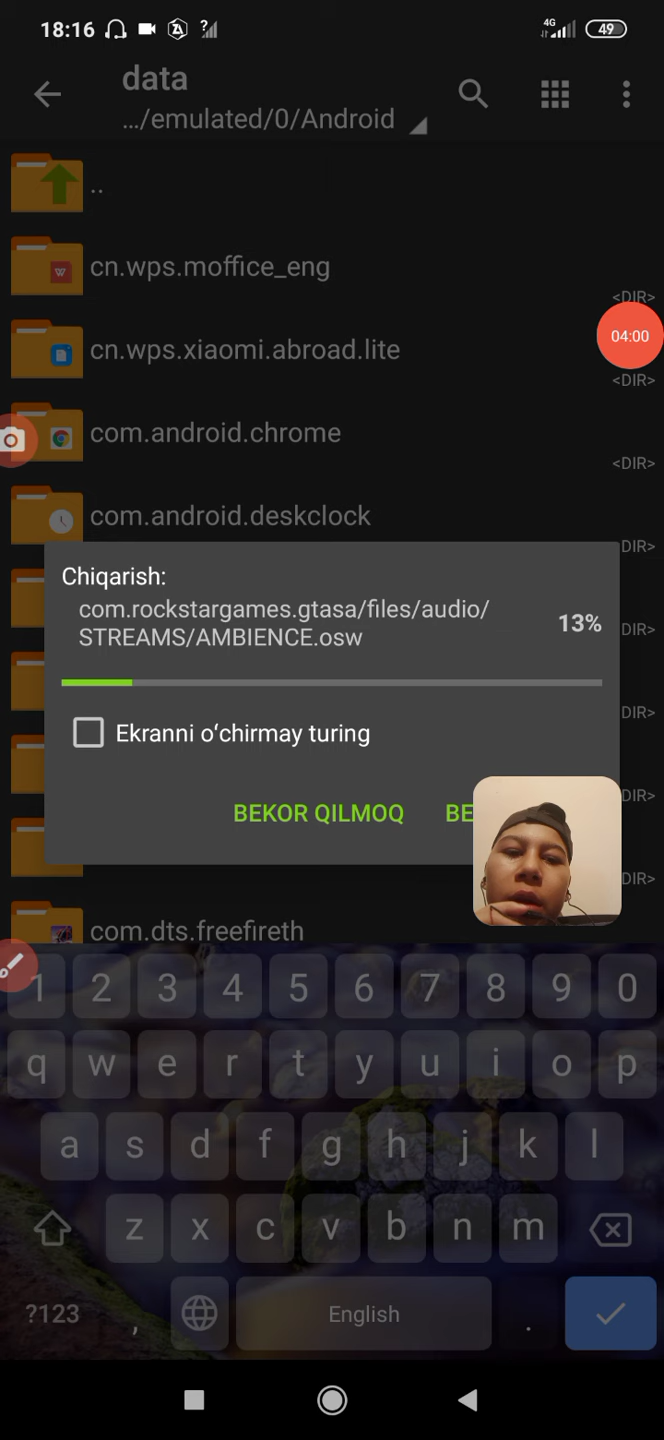 18:16
4G
49
data
.../emulated/0/Android
..
cn.wps.moffice_eng
<DIR>
cn.wps.xiaomi.abroad.lite
04:00
<DIR>
com.android.chrome
<DIR>
com.android.deskclock
DIR>
Chiqarish:
com.rockstargames.gtasa/files/audio/
STREAMS/AMBIENCE.osw
13%
DIR>
DIR>
Ekranni o‘chirmay turing
DIR>
BEKOR QILMOQ
BE
DIR>
com.dts.freefireth
1 2 3 4 5 6 7 8 9 0
q w e r t y u i o p
a s d f g h j k l
z x c v b n m
?123 , English .